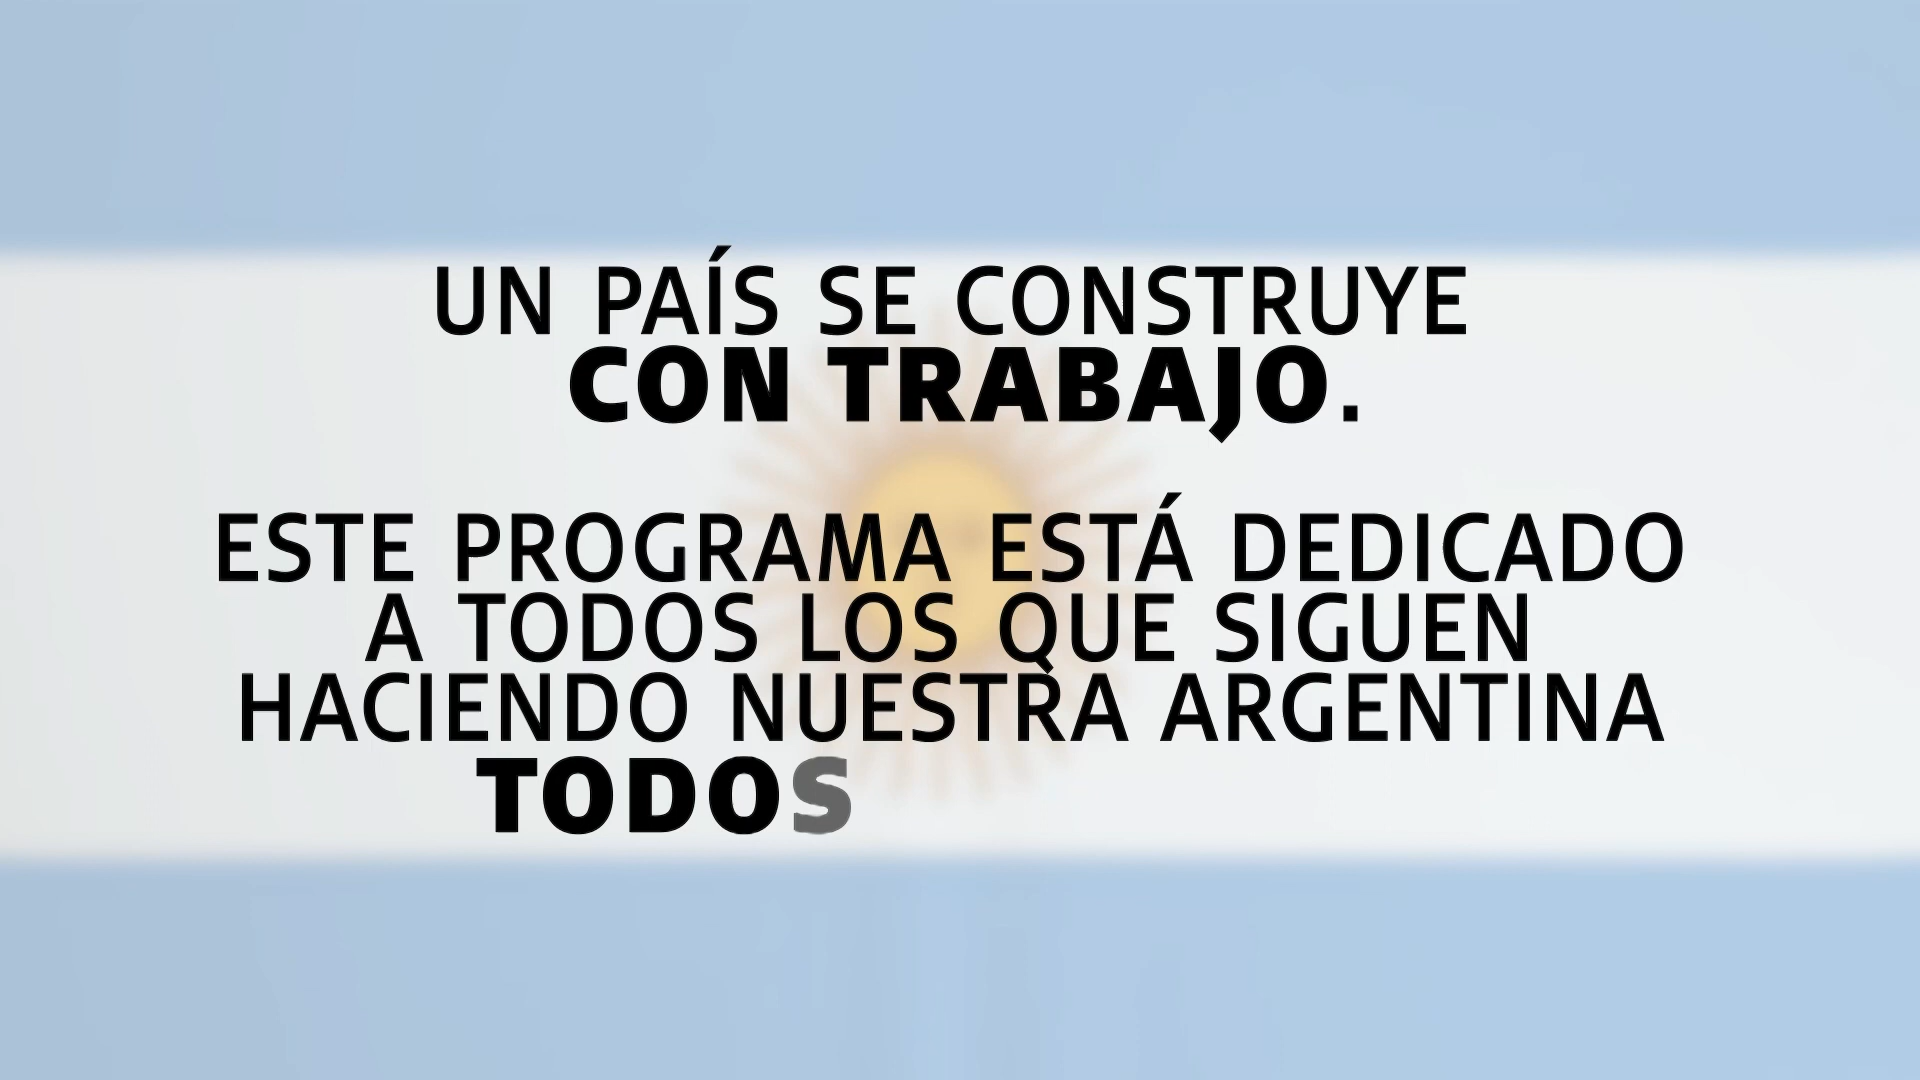 UN PAÍS SE CONSTRUYE
CON TRABAJO.
ESTE PROGRAMA ESTÁ DEDICADO
A TODOS LOS QUE SIGUEN
HACIENDO NUESTRA ARGENTINA
TODOS